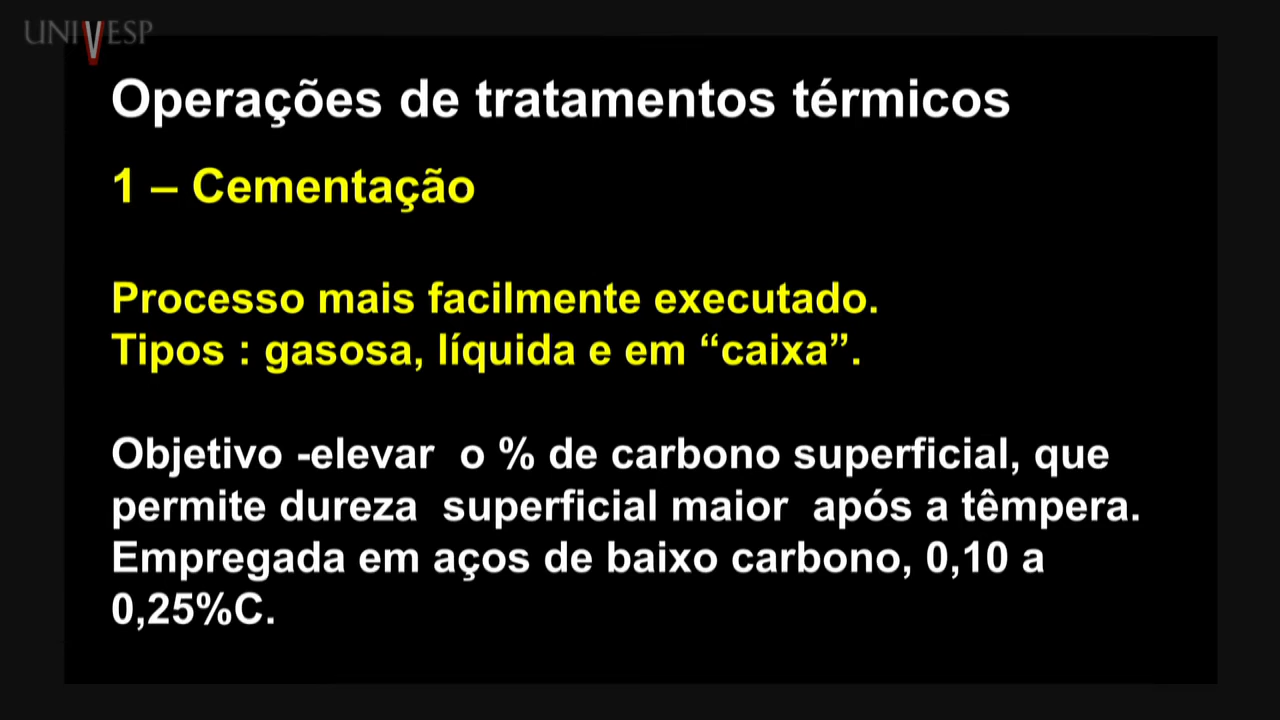 UNIVESP
Operações de tratamentos térmicos
1 – Cementação
Processo mais facilmente executado.
Tipos : gasosa, líquida e em “caixa”.
Objetivo -elevar o % de carbono superficial, que
permite dureza superficial maior após a têmpera.
Empregada em aços de baixo carbono, 0,10 a
0,25%C.